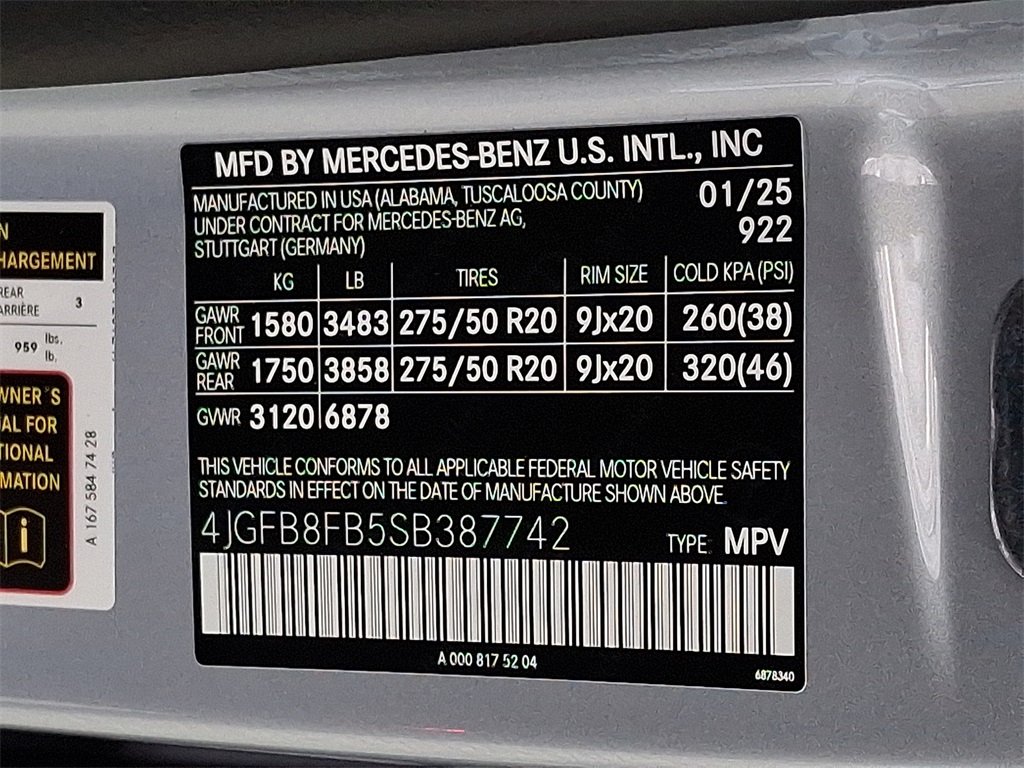 MFD BY MERCEDES-BENZ U.S. INTL., INC
MANUFACTURED IN USA (ALABAMA, TUSCALOOSA COUNTY) 01/25
UNDER CONTRACT FOR MERCEDES-BENZ AG, 922
STUTTGART (GERMANY)
KG LB TIRES RIM SIZE COLD KPA (PSI)
GAWR FRONT 1580 3483 275/50 R20 9Jx20 260(38)
GAWR REAR 1750 3858 275/50 R20 9Jx20 320(46)
GVWR 3120 6878
THIS VEHICLE CONFORMS TO ALL APPLICABLE FEDERAL MOTOR VEHICLE SAFETY
STANDARDS IN EFFECT ON THE DATE OF MANUFACTURE SHOWN ABOVE.
4JGFB8FB5SB387742 TYPE: MPV
A 000 817 52 04
6878340
N
HARGEMENT
REAR
ARRIÈRE 3
959 lbs.
lb.
WNER'S
AL FOR
TIONAL
MATION
i
A 167 584 74 28